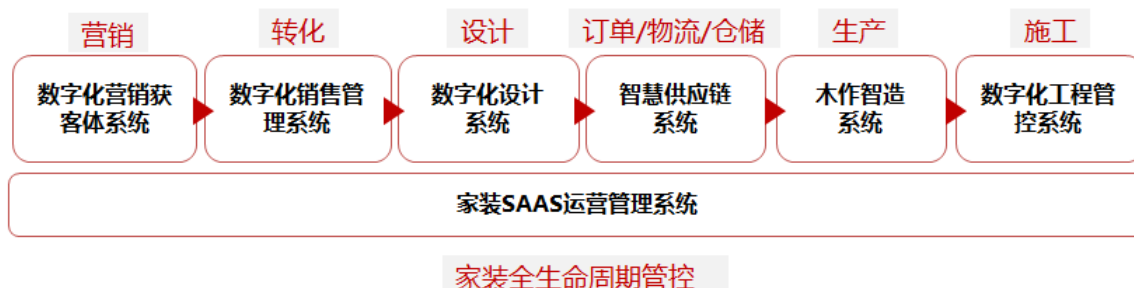 营销 转化 设计 订单/物流/仓储 生产 施工
数字化营销获
客体系统
数字化销售管
理系统
数字化设计
系统
智慧供应链
系统
木作智造
系统
数字化工程管
控系统
家装SAAS运营管理系统
家装全生命周期管控